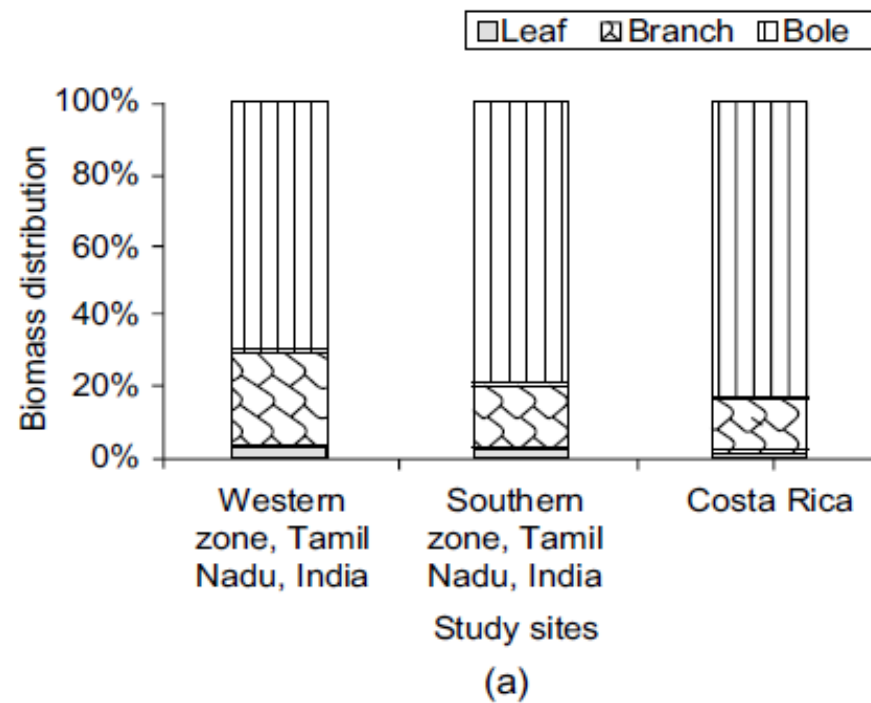 Leaf Branch Bole
100%
80%
60%
40%
20%
0%
Biomass distribution
Western
zone, Tamil
Nadu, India
Southern
zone, Tamil
Nadu, India
Costa Rica
Study sites
(a)